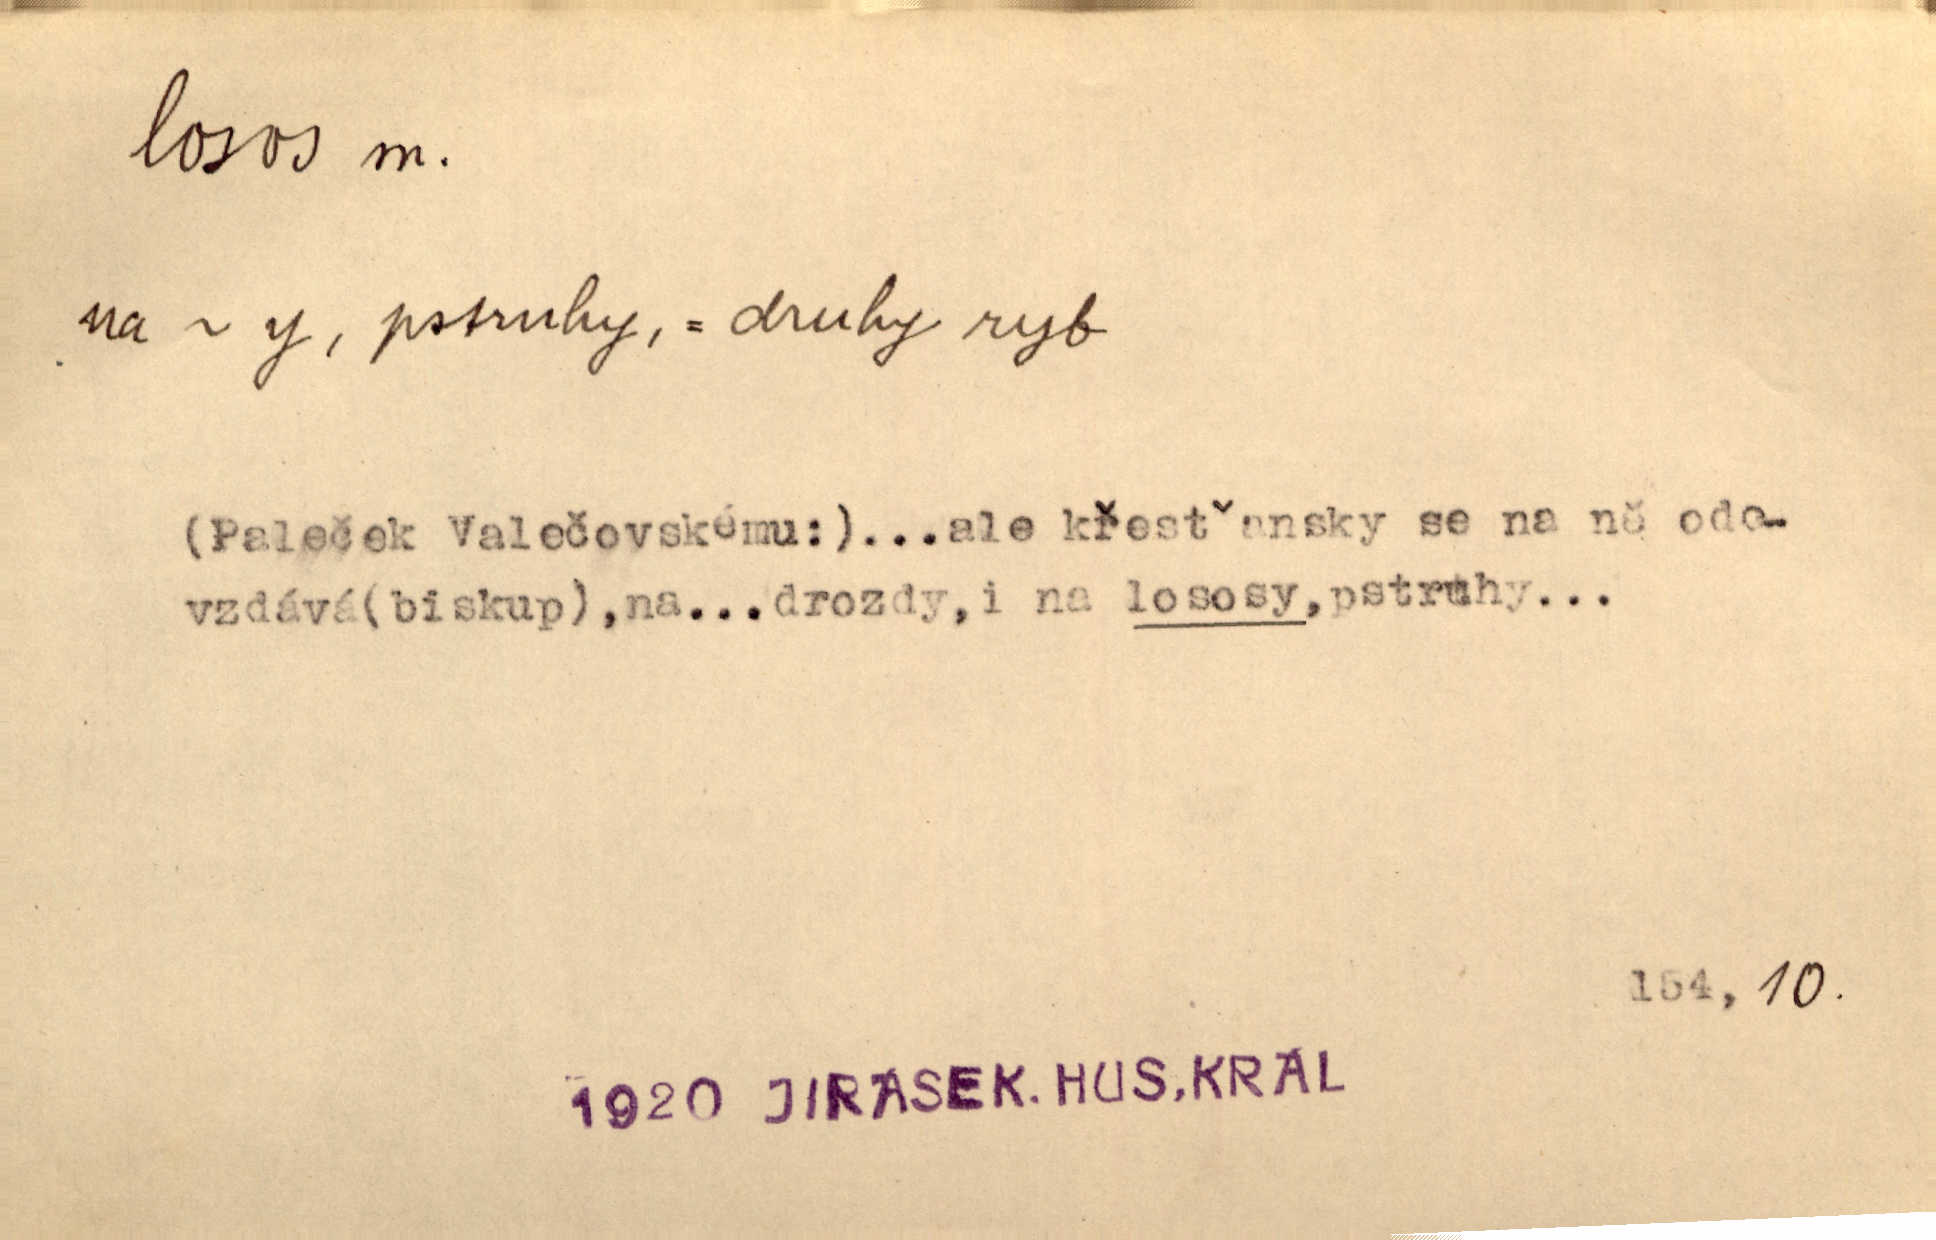 losos m.
na ~ y, pstruhy, = druhy ryb
(Paleček Valečovskému:)...ale křesťansky se na ně odo-
vzdává(biskup),na...drozdy,i na lososy,pstruhy...
154, 10.
1920 JIRÁSEK. HUS.KRÁL